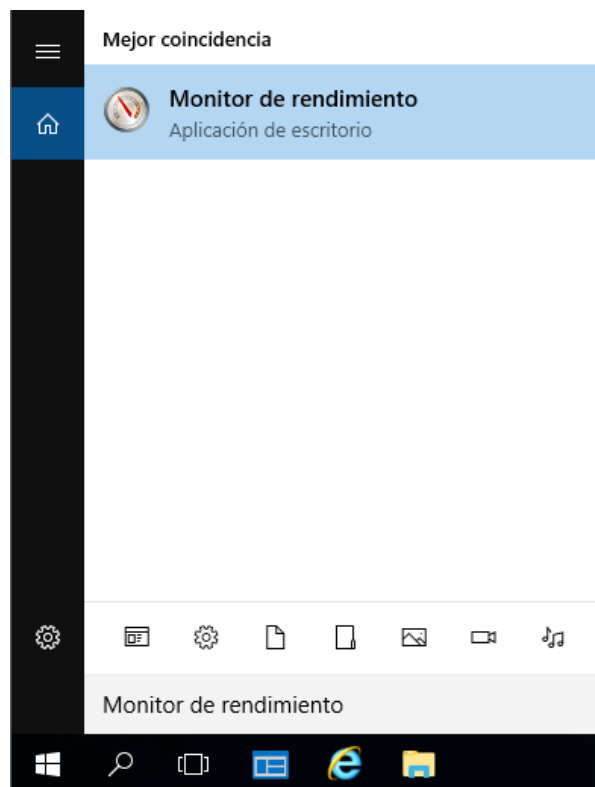 Mejor coincidencia
Monitor de rendimiento
Aplicación de escritorio
Monitor de rendimiento